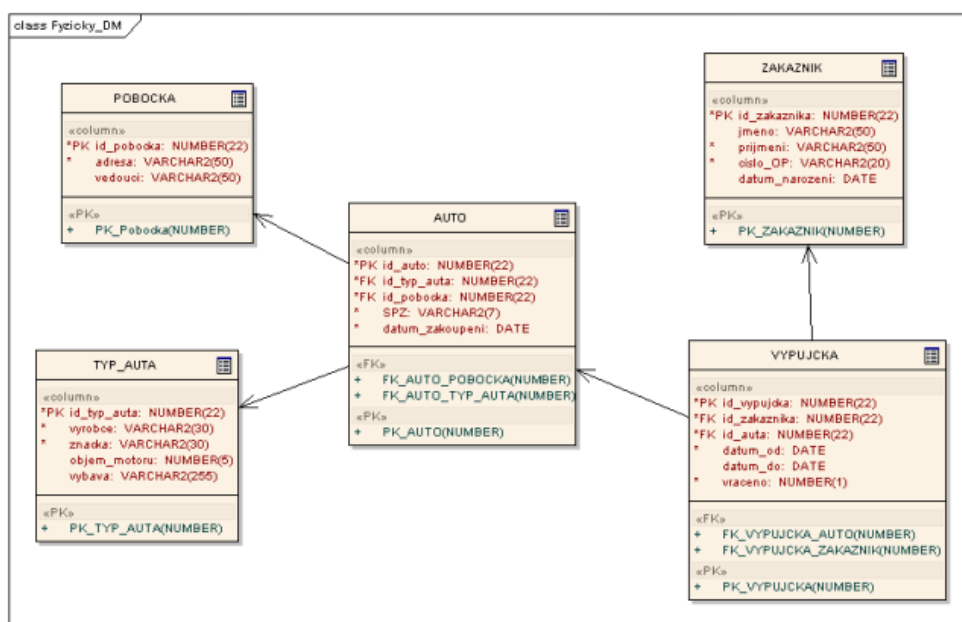 class Fyzicky_DM
POBOCKA
«column»
*PK id_pobocka: NUMBER(22)
* adresa: VARCHAR2(50)
vedouci: VARCHAR2(50)
«PK»
+ PK_Pobocka(NUMBER)
TYP_AUTA
«column»
*PK id_typ_auta: NUMBER(22)
* vyrobce: VARCHAR2(30)
* znacka: VARCHAR2(30)
objem_motoru: NUMBER(5)
vybava: VARCHAR2(255)
«PK»
+ PK_TYP_AUTA(NUMBER)
AUTO
«column»
*PK id_auto: NUMBER(22)
*FK id_typ_auta: NUMBER(22)
*FK id_pobocka: NUMBER(22)
* SPZ: VARCHAR2(7)
* datum_zakoupeni: DATE
«FK»
+ FK_AUTO_POBOCKA(NUMBER)
+ FK_AUTO_TYP_AUTA(NUMBER)
«PK»
+ PK_AUTO(NUMBER)
ZAKAZNIK
«column»
*PK id_zakaznika: NUMBER(22)
jmeno: VARCHAR2(50)
* prijmeni: VARCHAR2(50)
* cislo_OP: VARCHAR2(20)
datum_narozeni: DATE
«PK»
+ PK_ZAKAZNIK(NUMBER)
VYPUJCKA
«column»
*PK id_vypujcka: NUMBER(22)
*FK id_zakaznika: NUMBER(22)
*FK id_auta: NUMBER(22)
* datum_od: DATE
datum_do: DATE
* vraceno: NUMBER(1)
«FK»
+ FK_VYPUJCKA_AUTO(NUMBER)
+ FK_VYPUJCKA_ZAKAZNIK(NUMBER)
«PK»
+ PK_VYPUJCKA(NUMBER)